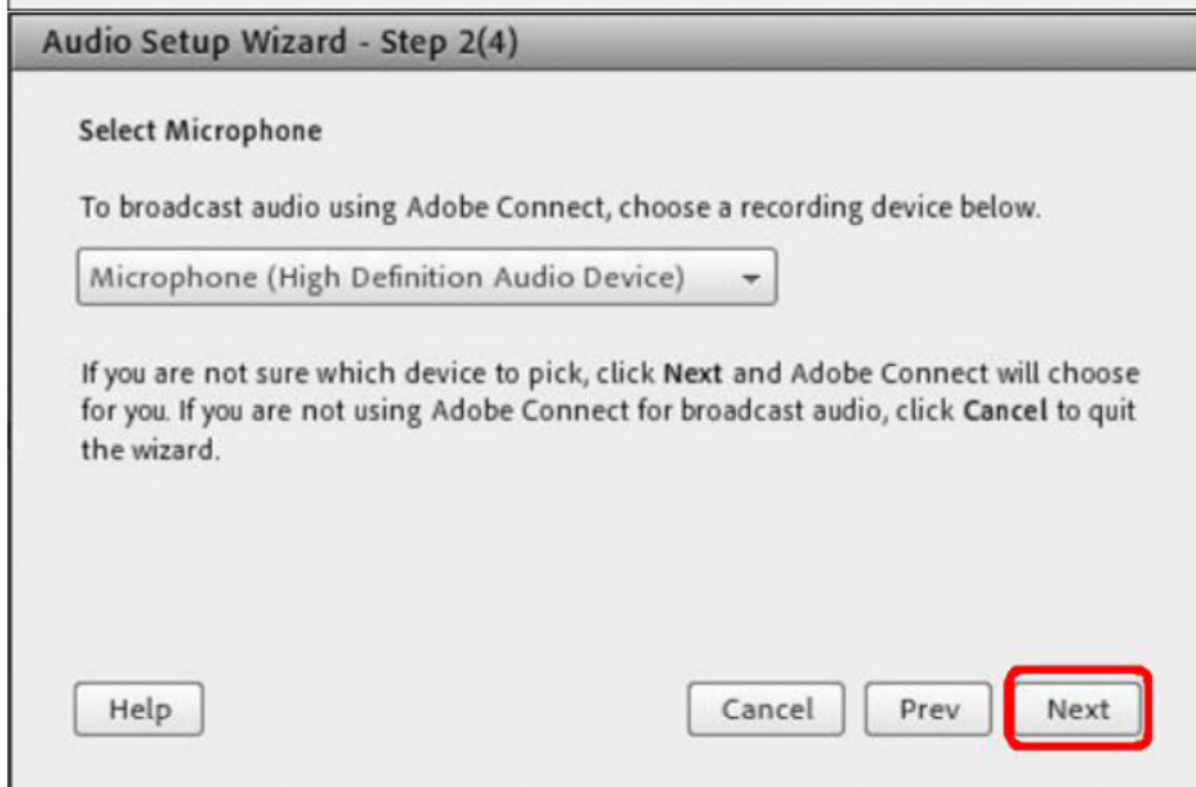 Audio Setup Wizard - Step 2(4)
Select Microphone
To broadcast audio using Adobe Connect, choose a recording device below.
Microphone (High Definition Audio Device)
If you are not sure which device to pick, click Next and Adobe Connect will choose
for you. If you are not using Adobe Connect for broadcast audio, click Cancel to quit
the wizard.
Help Cancel Prev Next